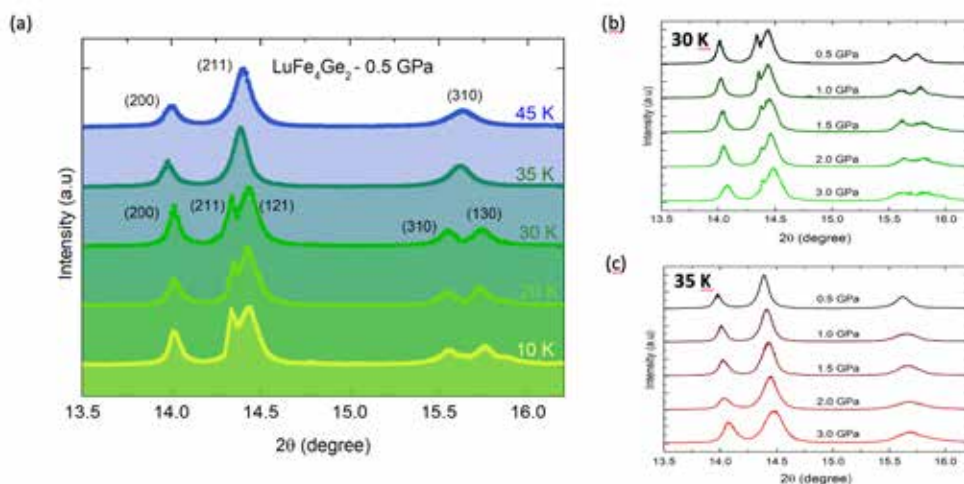 (a)
LuFe4Ge2 - 0.5 GPa
(200)
(211)
(310)
45 K
35 K
(200)
(211)
(121)
(310)
(130)
30 K
20 K
10 K
Intensity (a.u)
13.5 14.0 14.5 15.0 15.5 16.0
2θ (degree)
(b)
30 K
0.5 GPa
1.0 GPa
1.5 GPa
2.0 GPa
3.0 GPa
Intensity (a.u)
13.5 14.0 14.5 15.0 15.5 16.0
2θ (degree)
(c)
35 K
0.5 GPa
1.0 GPa
1.5 GPa
2.0 GPa
3.0 GPa
Intensity (a.u)
13.5 14.0 14.5 15.0 15.5 16.0
2θ (degree)